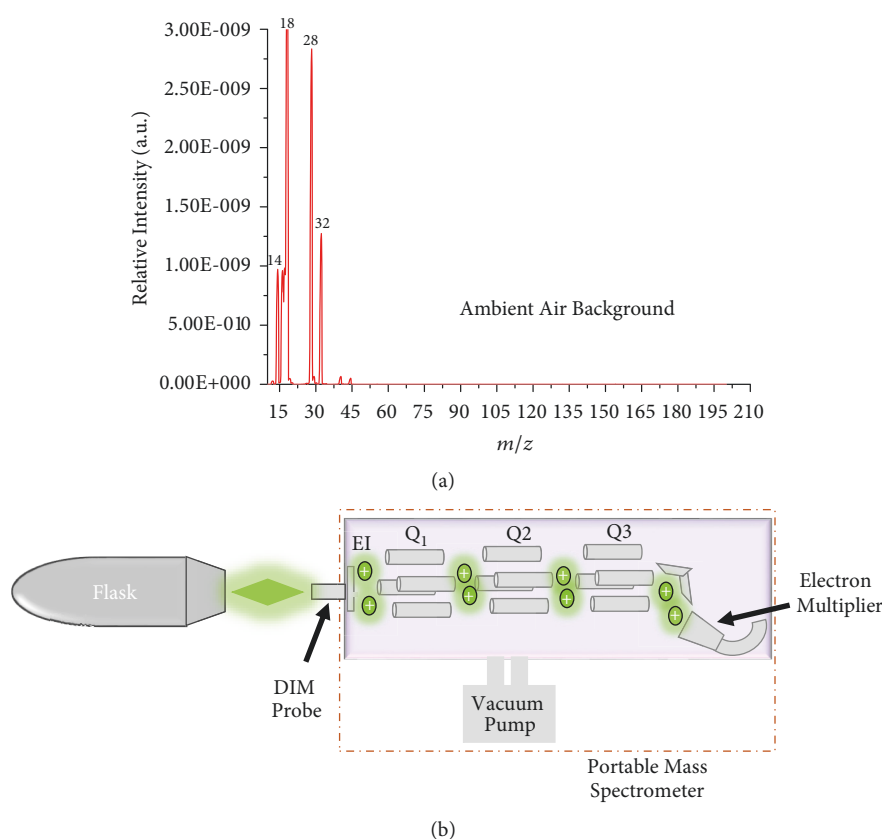 3.00E-009
2.50E-009
2.00E-009
1.50E-009
1.00E-009
5.00E-010
0.00E+000
Relative Intensity (a.u.)
18
28
32
14
Ambient Air Background
15 30 45 60 75 90 105 120 135 150 165 180 195 210
m/z
(a)
EI Q1 Q2 Q3
Flask
Electron
Multiplier
DIM
Probe
Vacuum
Pump
Portable Mass
Spectrometer
(b)